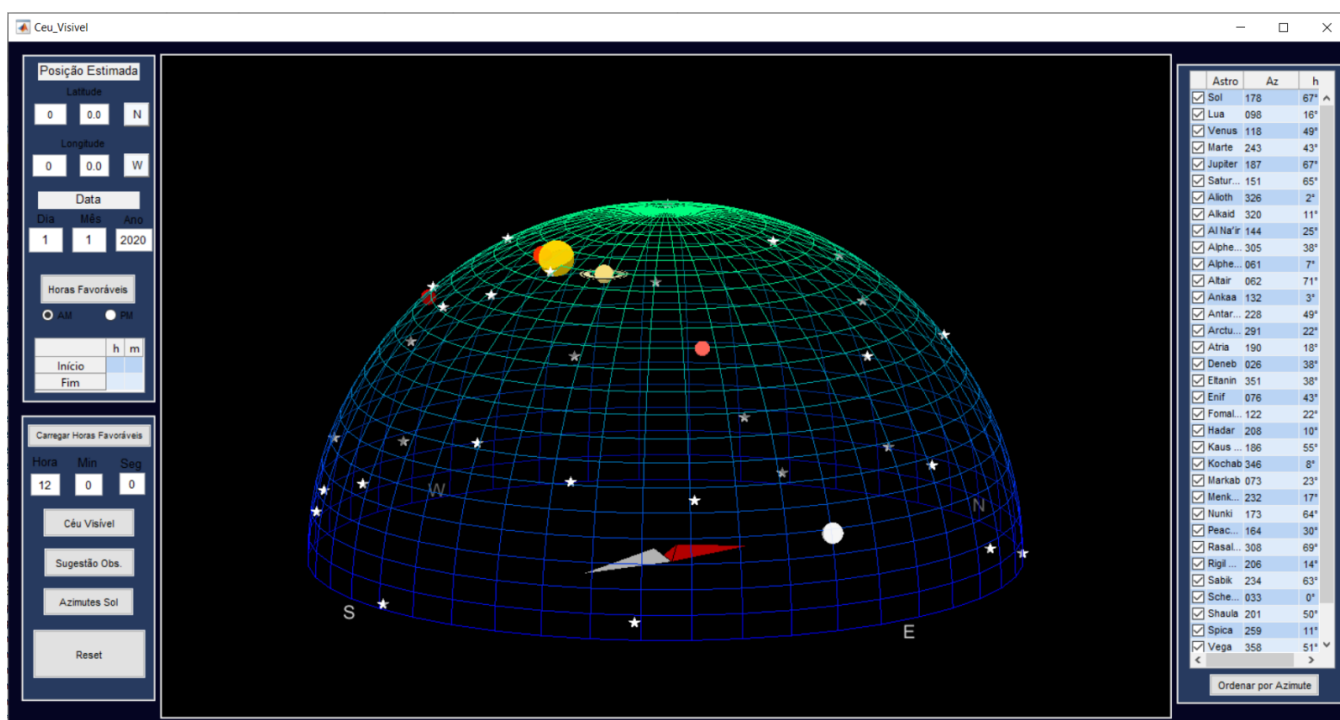 Ceu_Visivel
Posição Estimada
Latitude
0 0.0 N
Longitude
0 0.0 W
Data
Dia Mês Ano
1 1 2020
Horas Favoráveis
AM PM
h m
Início
Fim
Carregar Horas Favoráveis
Hora Min Seg
12 0 0
Céu Visível
Sugestão Obs.
Azimutes Sol
Reset
W
N
S
E
Astro Az h
Sol 178 67°
Lua 098 16°
Venus 118 49°
Marte 243 43°
Jupiter 187 67°
Satur... 151 65°
Alioth 326 2°
Alkaid 320 11°
Al Na'ir 144 25°
Alphe... 305 38°
Alphe... 061 7°
Altair 062 71°
Ankaa 132 3°
Antar... 228 49°
Arctu... 291 22°
Atria 190 18°
Deneb 026 38°
Eltanin 351 38°
Enif 076 43°
Fomal... 122 22°
Hadar 208 10°
Kaus ... 186 55°
Kochab 346 8°
Markab 073 23°
Menk... 232 17°
Nunki 173 64°
Peac... 164 30°
Rasal... 308 69°
Rigil ... 206 14°
Sabik 234 63°
Sche... 033 0°
Shaula 201 50°
Spica 259 11°
Vega 358 51°
Ordenar por Azimute